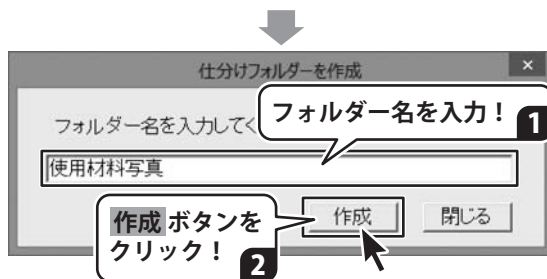 仕分けフォルダーを作成
フォルダー名を入力してく
フォルダー名を入力！ 1
使用材料写真
作成 ボタンを
クリック！ 2
作成 閉じる